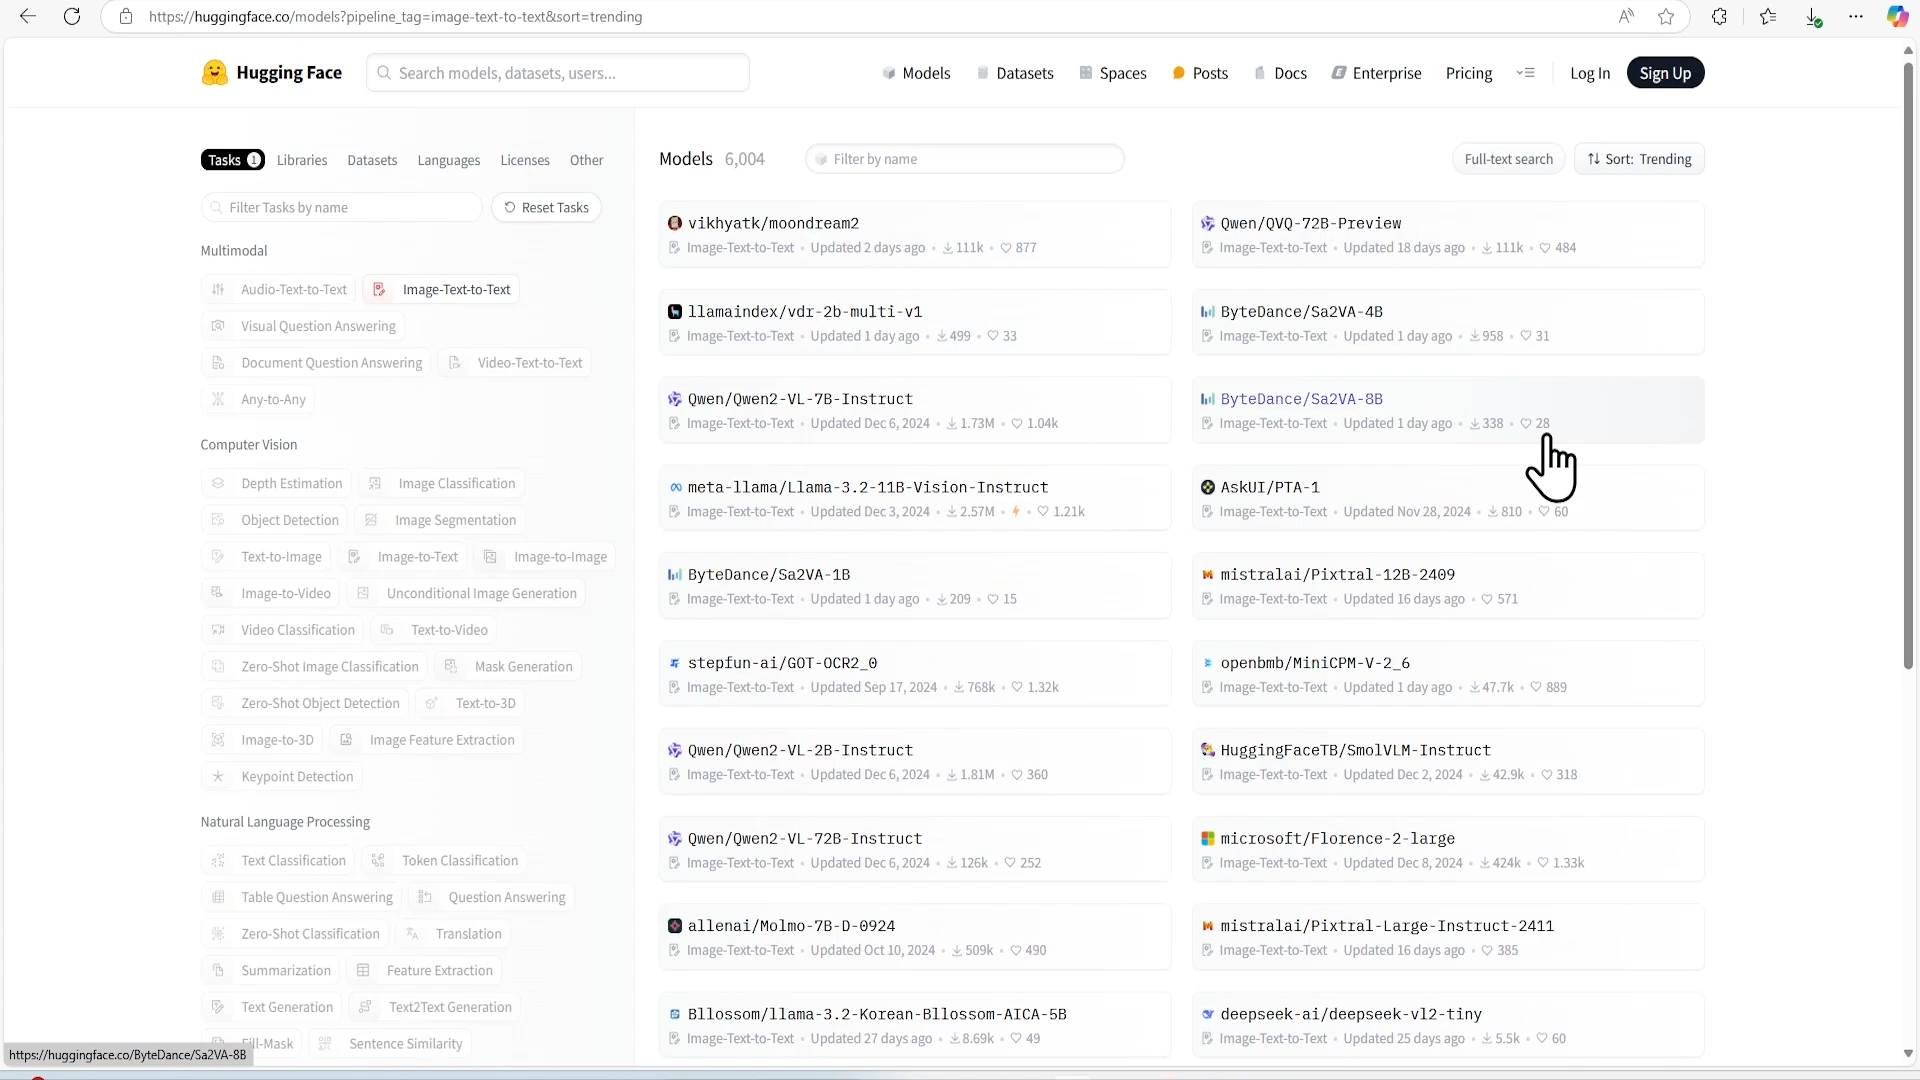 https://huggingface.co/models?pipeline_tag=image-text-to-text&sort=trending
Hugging Face
Search models, datasets, users...
Models
Datasets
Spaces
Posts
Docs
Enterprise
Pricing
Log In
Sign Up
Tasks 1
Libraries
Datasets
Languages
Licenses
Other
Filter Tasks by name
Reset Tasks
Multimodal
Audio-Text-to-Text
Image-Text-to-Text
Visual Question Answering
Document Question Answering
Video-Text-to-Text
Any-to-Any
Computer Vision
Depth Estimation
Image Classification
Object Detection
Image Segmentation
Text-to-Image
Image-to-Text
Image-to-Image
Image-to-Video
Unconditional Image Generation
Video Classification
Text-to-Video
Zero-Shot Image Classification
Mask Generation
Zero-Shot Object Detection
Text-to-3D
Image-to-3D
Image Feature Extraction
Keypoint Detection
Natural Language Processing
Text Classification
Token Classification
Table Question Answering
Question Answering
Zero-Shot Classification
Translation
Summarization
Feature Extraction
Text Generation
Text2Text Generation
Fill-Mask
Sentence Similarity
https://huggingface.co/ByteDance/Sa2VA-8B
Models 6,004
Filter by name
Full-text search
Sort: Trending
vikhyatk/moondream2
Image-Text-to-Text • Updated 2 days ago • 111k • 877
Qwen/QVQ-72B-Preview
Image-Text-to-Text • Updated 18 days ago • 111k • 484
llamaindex/vdr-2b-multi-v1
Image-Text-to-Text • Updated 1 day ago • 499 • 33
ByteDance/Sa2VA-4B
Image-Text-to-Text • Updated 1 day ago • 958 • 31
Qwen/Qwen2-VL-7B-Instruct
Image-Text-to-Text • Updated Dec 6, 2024 • 1.73M • 1.04k
ByteDance/Sa2VA-8B
Image-Text-to-Text • Updated 1 day ago • 338 • 28
meta-llama/Llama-3.2-11B-Vision-Instruct
Image-Text-to-Text • Updated Dec 3, 2024 • 2.57M • • 1.21k
AskUI/PTA-1
Image-Text-to-Text • Updated Nov 28, 2024 • 810 • 60
ByteDance/Sa2VA-1B
Image-Text-to-Text • Updated 1 day ago • 209 • 15
mistralai/Pixtral-12B-2409
Image-Text-to-Text • Updated 16 days ago • 571
stepfun-ai/GOT-OCR2_0
Image-Text-to-Text • Updated Sep 17, 2024 • 768k • 1.32k
openbmb/MiniCPM-V-2_6
Image-Text-to-Text • Updated 1 day ago • 47.7k • 889
Qwen/Qwen2-VL-2B-Instruct
Image-Text-to-Text • Updated Dec 6, 2024 • 1.81M • 360
HuggingFaceTB/SmolVLM-Instruct
Image-Text-to-Text • Updated Dec 2, 2024 • 42.9k • 318
Qwen/Qwen2-VL-72B-Instruct
Image-Text-to-Text • Updated Dec 6, 2024 • 126k • 252
microsoft/Florence-2-large
Image-Text-to-Text • Updated Dec 8, 2024 • 424k • 1.33k
allenai/Molmo-7B-D-0924
Image-Text-to-Text • Updated Oct 10, 2024 • 509k • 490
mistralai/Pixtral-Large-Instruct-2411
Image-Text-to-Text • Updated 16 days ago • 385
Bllossom/llama-3.2-Korean-Bllossom-AICA-5B
Image-Text-to-Text • Updated 27 days ago • 8.69k • 49
deepseek-ai/deepseek-vl2-tiny
Image-Text-to-Text • Updated 25 days ago • 5.5k • 60